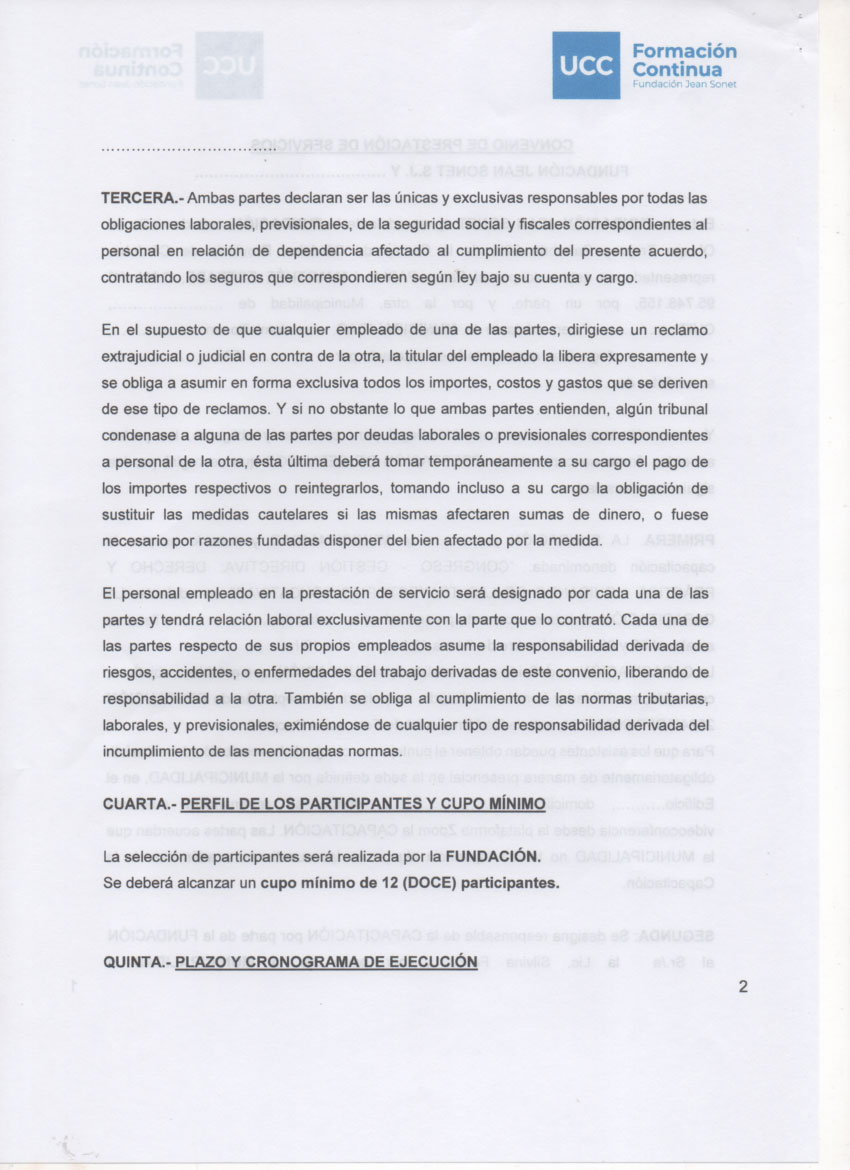 UCC Formación
Continua
Fundación Jean Sonet
..................................
TERCERA.- Ambas partes declaran ser las únicas y exclusivas responsables por todas las
obligaciones laborales, previsionales, de la seguridad social y fiscales correspondientes al
personal en relación de dependencia afectado al cumplimiento del presente acuerdo,
contratando los seguros que correspondieren según ley bajo su cuenta y cargo.
En el supuesto de que cualquier empleado de una de las partes, dirigiese un reclamo
extrajudicial o judicial en contra de la otra, la titular del empleado la libera expresamente y
se obliga a asumir en forma exclusiva todos los importes, costos y gastos que se deriven
de ese tipo de reclamos. Y si no obstante lo que ambas partes entienden, algún tribunal
condenase a alguna de las partes por deudas laborales o previsionales correspondientes
a personal de la otra, ésta última deberá tomar temporáneamente a su cargo el pago de
los importes respectivos o reintegrarlos, tomando incluso a su cargo la obligación de
sustituir las medidas cautelares si las mismas afectaren sumas de dinero, o fuese
necesario por razones fundadas disponer del bien afectado por la medida.
El personal empleado en la prestación de servicio será designado por cada una de las
partes y tendrá relación laboral exclusivamente con la parte que lo contrató. Cada una de
las partes respecto de sus propios empleados asume la responsabilidad derivada de
riesgos, accidentes, o enfermedades del trabajo derivadas de este convenio, liberando de
responsabilidad a la otra. También se obliga al cumplimiento de las normas tributarias,
laborales, y previsionales, eximiéndose de cualquier tipo de responsabilidad derivada del
incumplimiento de las mencionadas normas.
CUARTA.- PERFIL DE LOS PARTICIPANTES Y CUPO MÍNIMO
La selección de participantes será realizada por la FUNDACIÓN.
Se deberá alcanzar un cupo mínimo de 12 (DOCE) participantes.
QUINTA.- PLAZO Y CRONOGRAMA DE EJECUCIÓN
2